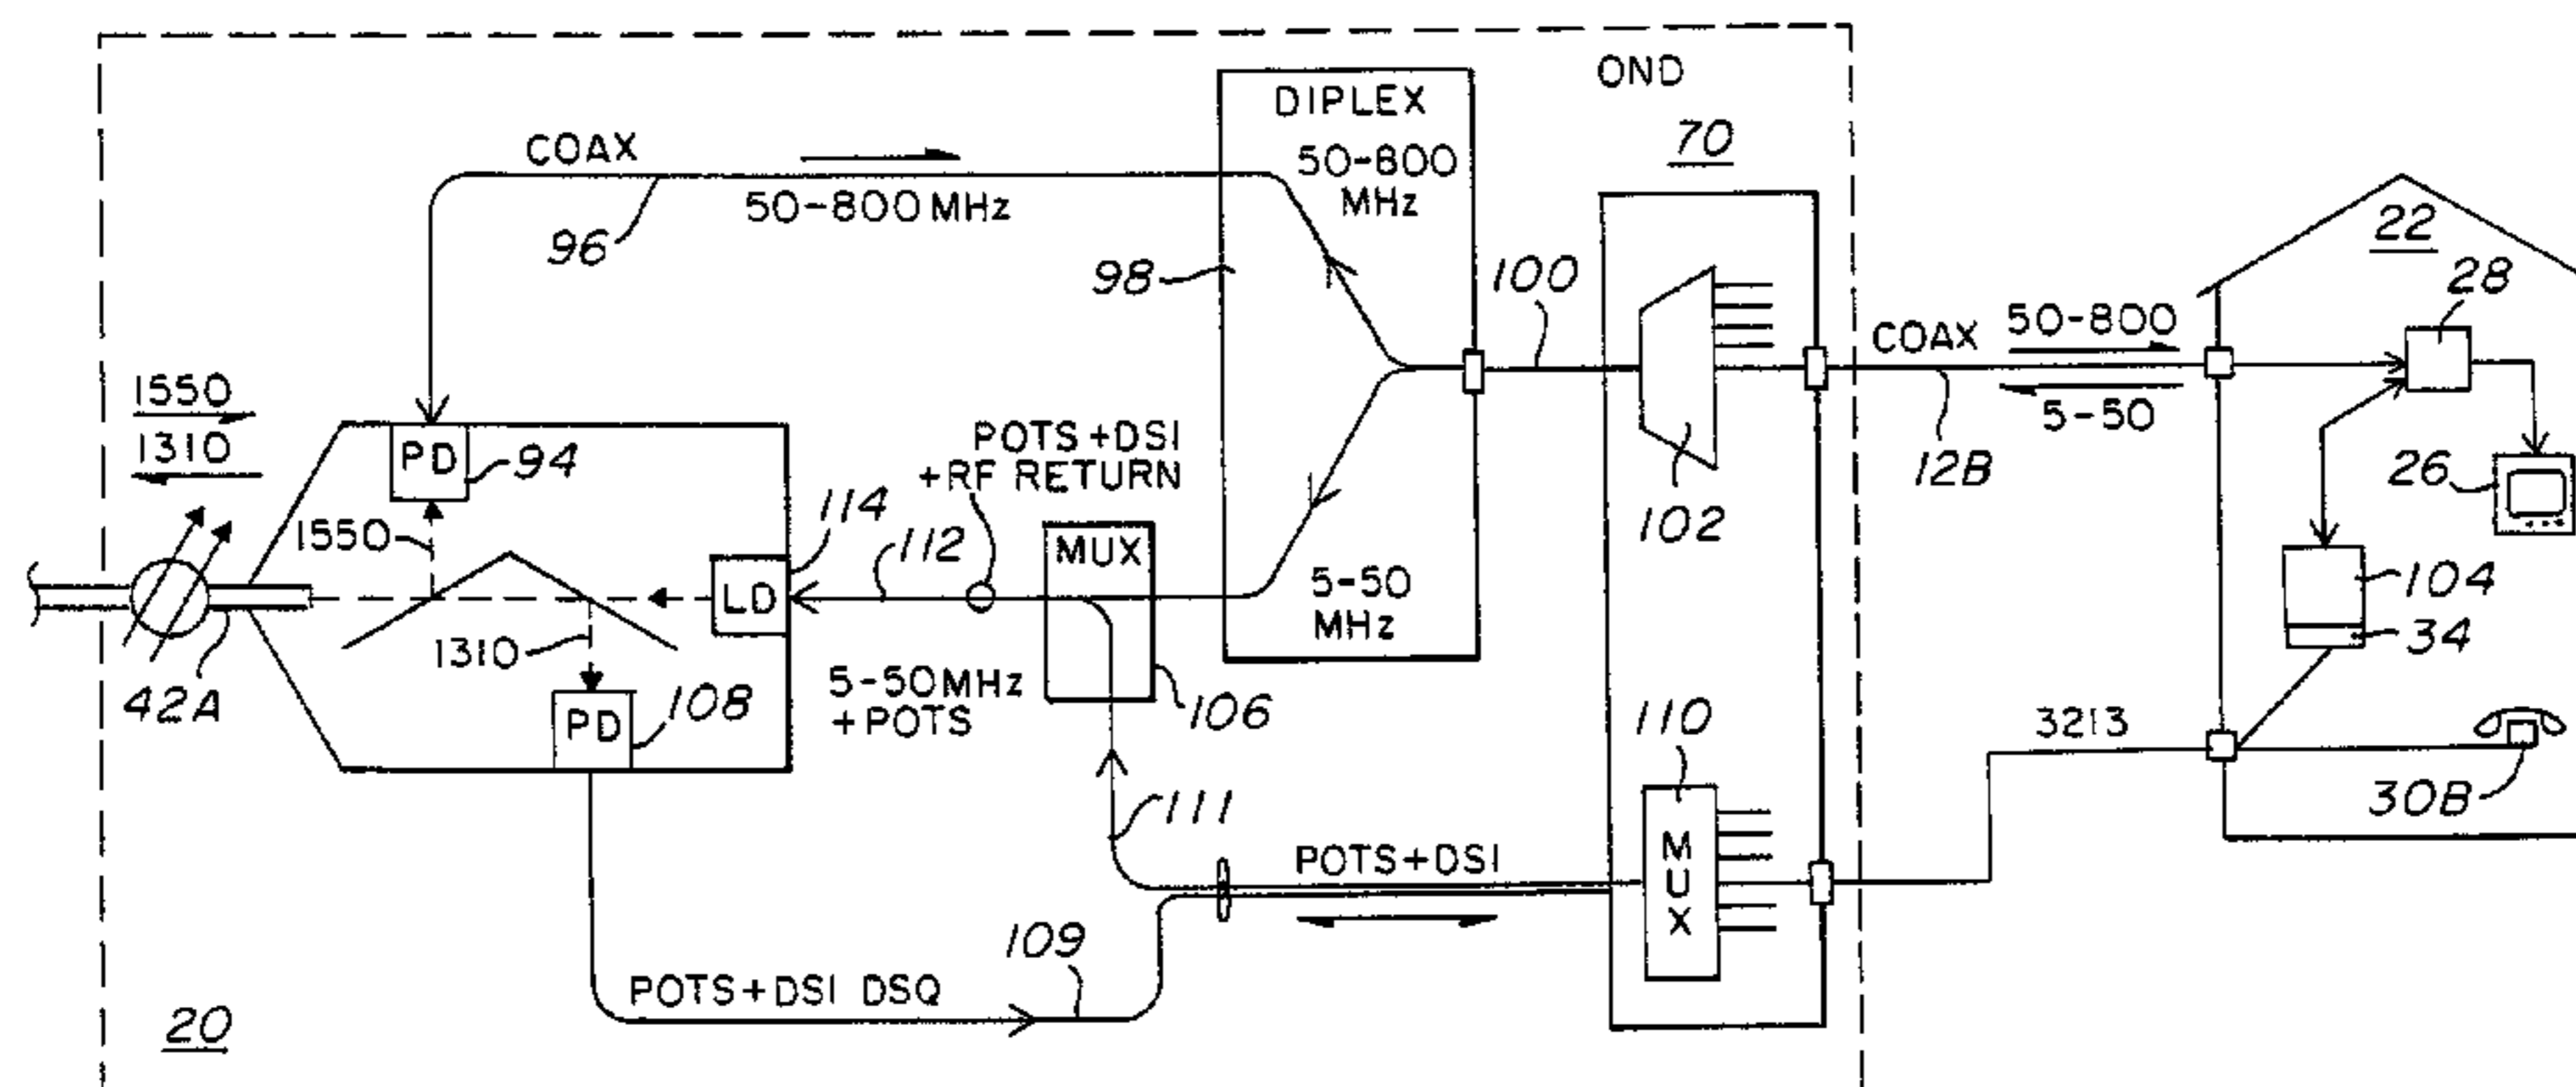 OND
DIPLEX
70
COAX
50-800
MHz
50-800 MHz
96
98
22
28
100
COAX
50-800
5-50
12B
1550
1310
PD
94
POTS+DSI
+RF RETURN
114
112
MUX
102
26
1550
LD
5-50
MHz
104
34
1310
42A
PD
108
5-50MHz
+POTS
106
110
3213
30B
111
POTS+DSI
MUX
109
POTS+DSI DSQ
20